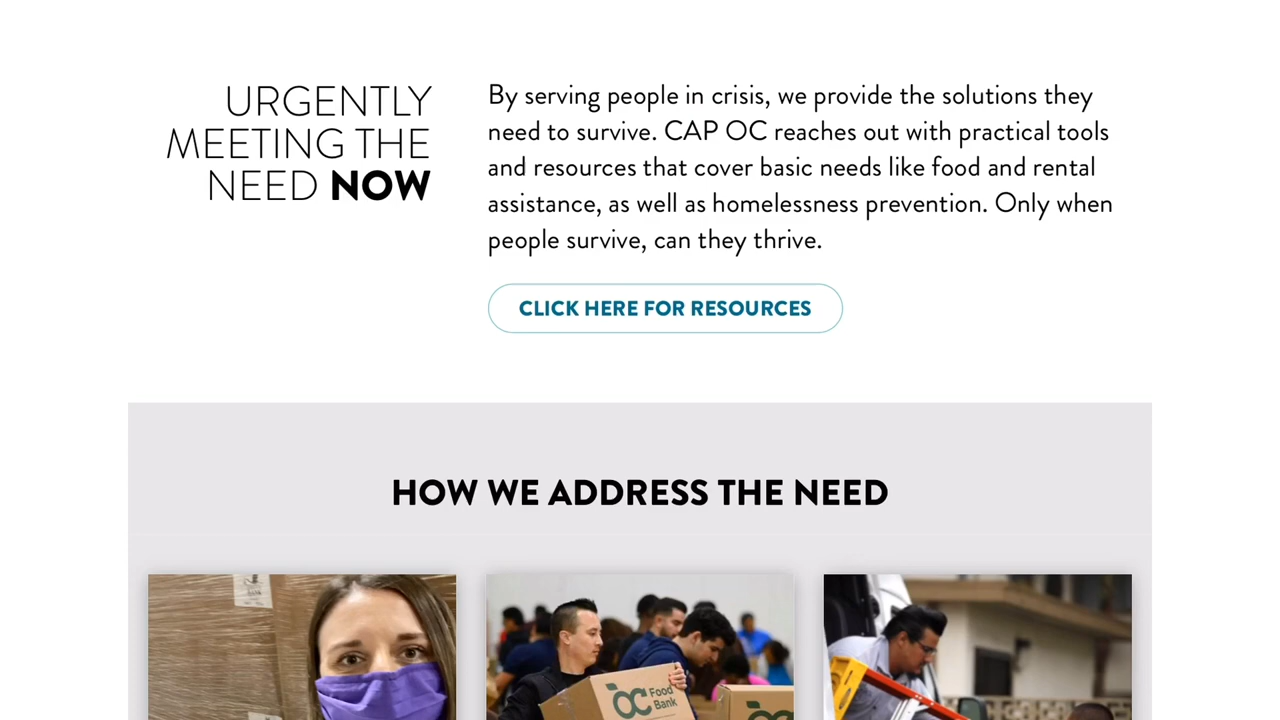 URGENTLY
MEETING THE
NEED NOW
By serving people in crisis, we provide the solutions they
need to survive. CAP OC reaches out with practical tools
and resources that cover basic needs like food and rental
assistance, as well as homelessness prevention. Only when
people survive, can they thrive.
CLICK HERE FOR RESOURCES
HOW WE ADDRESS THE NEED
OC Food
Bank